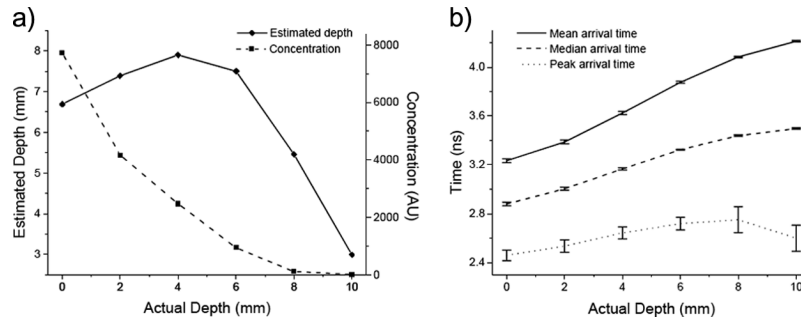 a)
Estimated depth
Concentration
8
7
6
5
4
3
Estimated Depth (mm)
8000
6000
4000
2000
0
Concentration (AU)
0 2 4 6 8 10
Actual Depth (mm)
b)
Mean arrival time
Median arrival time
Peak arrival time
4.0
3.6
3.2
2.8
2.4
Time (ns)
0 2 4 6 8 10
Actual Depth (mm)